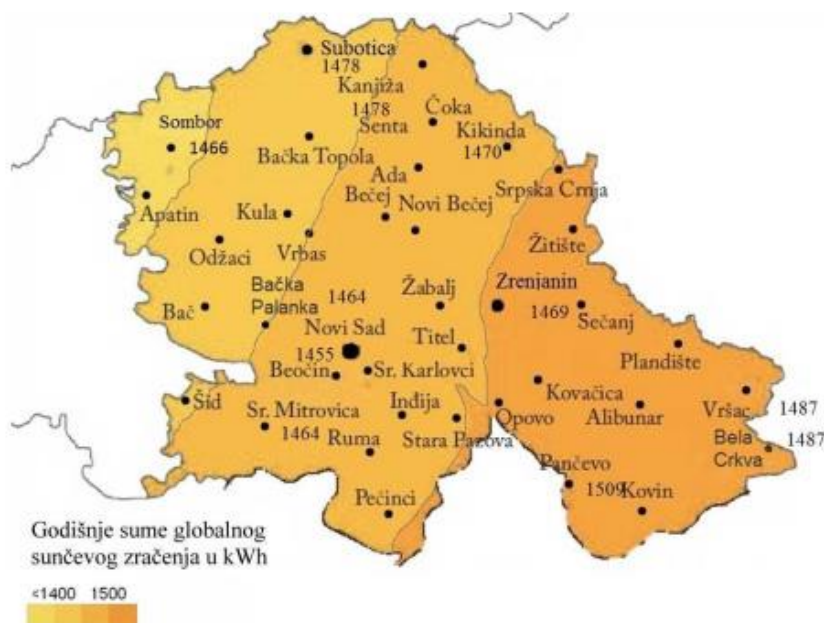 Subotica
1478
Kanjiža
1478
Čoka
Senta
Sombor
1466
Kikinda
1470
Bačka Topola
Ada
Srpska Crnja
Apatin
Kula
Bečej
Novi Bečej
Žitište
Odžaci
Vrbas
Bačka
Palanka
1464
Žabalj
Zrenjanin
1469
Sečanj
Bač
Novi Sad
1455
Titel
Plandište
Beočin
Sr. Karlovci
Kovačica
Šid
Sr. Mitrovica
1464
Inđija
Opovo
Alibunar
Vršac
1487
Ruma
Stara Pazova
Bela
Crkva
1487
Pančevo
1509
Kovin
Pećinci
Godišnje sume globalnog
sunčevog zračenja u kWh
<1400 1500